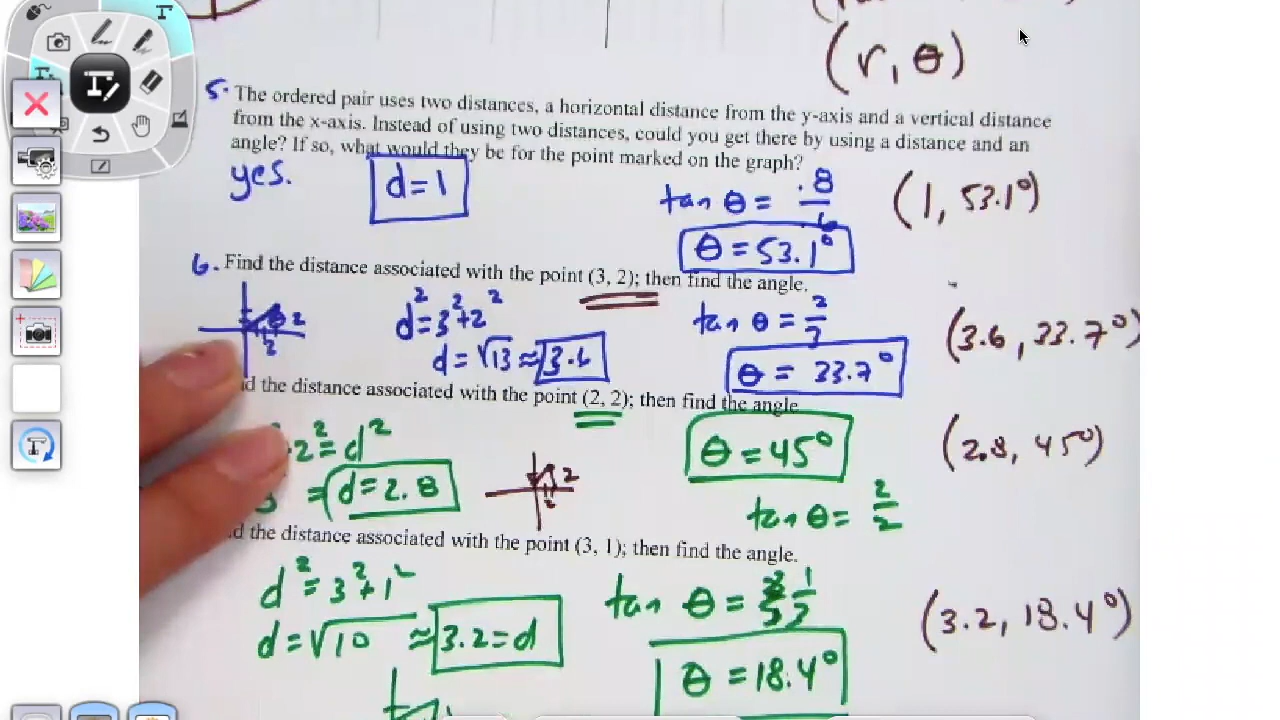 (r, θ)
5. The ordered pair uses two distances, a horizontal distance from the y-axis and a vertical distance
from the x-axis. Instead of using two distances, could you get there by using a distance and an
angle? If so, what would they be for the point marked on the graph?
yes. d=1 tan θ = .8/.6 (1, 53.1°)
θ = 53.1°
6. Find the distance associated with the point (3, 2); then find the angle.
d²=3²+2² tan θ = 2/3 (3.6, 33.7°)
d=√13≈3.6 θ = 33.7°
the distance associated with the point (2, 2); then find the angle
2²=d² θ=45° (2.8, 45°)
=d=2.8 2 2 tan θ= 2/2
the distance associated with the point (3, 1); then find the angle.
d²=3²+1² tan θ = 1/3
d=√10 ≈3.2=d (3.2, 18.4°)
θ =18.4°